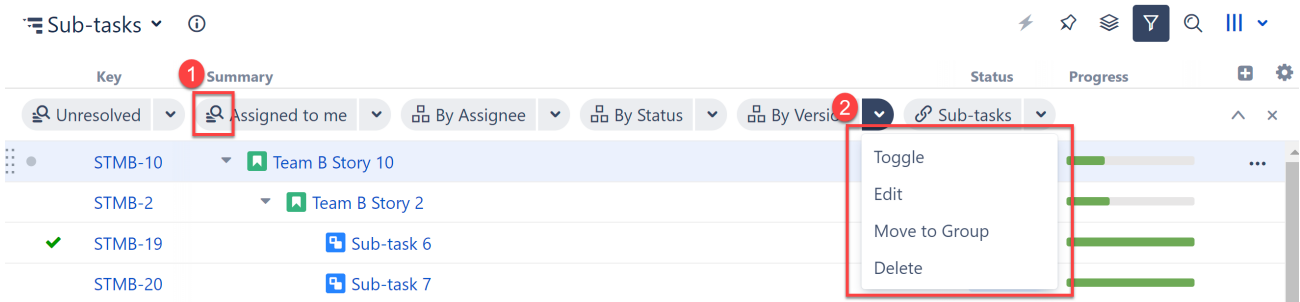 Sub-tasks
1
Key Summary Status Progress
Unresolved Assigned to me By Assignee By Status By Versio 2 Sub-tasks
Toggle
STMB-10 Team B Story 10
Edit
STMB-2 Team B Story 2
Move to Group
STMB-19 Sub-task 6
Delete
STMB-20 Sub-task 7